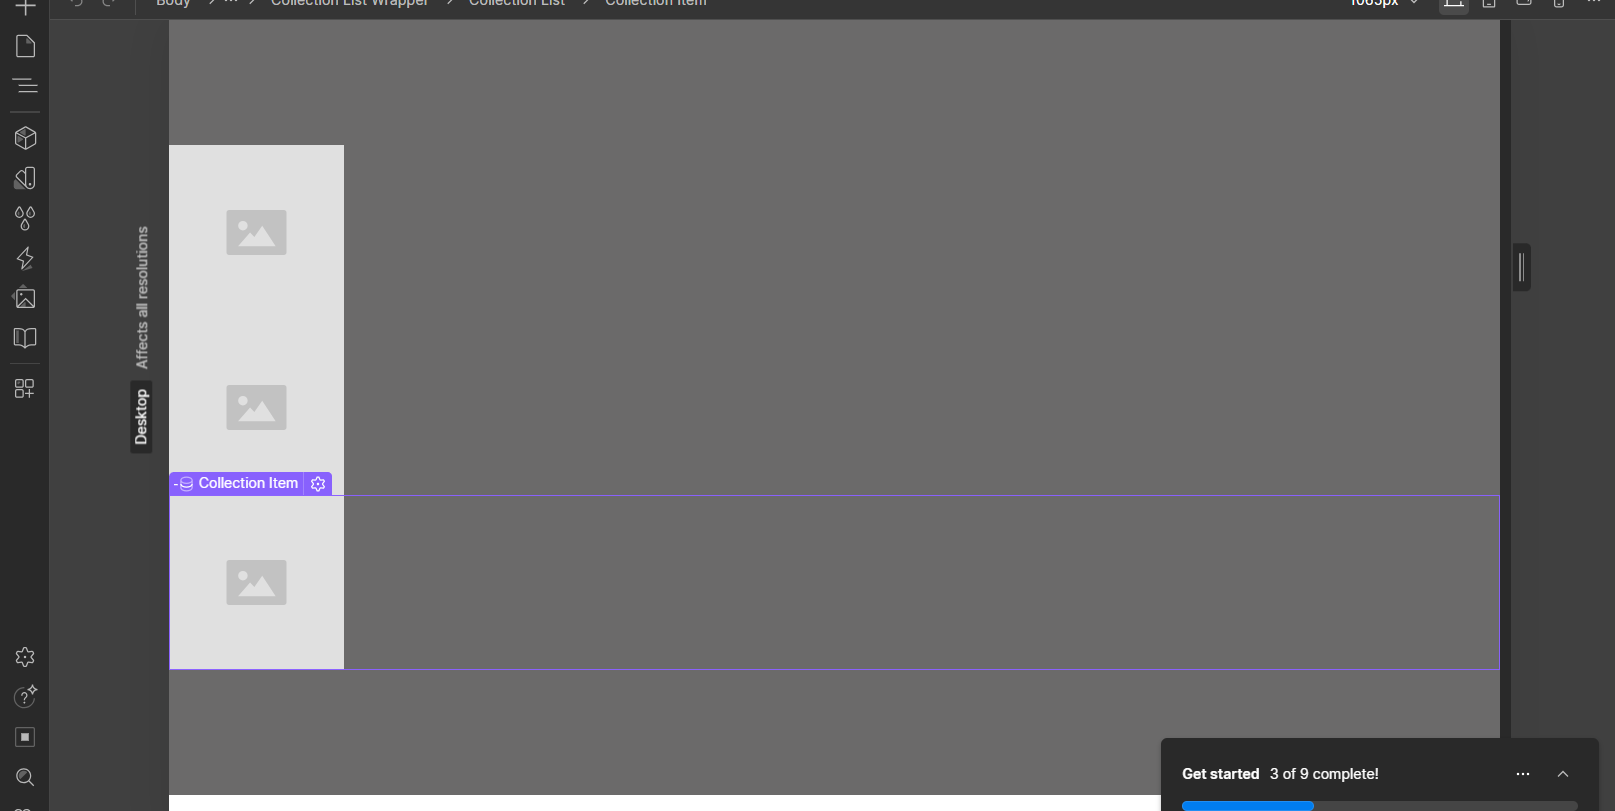 Body
Collection List Wrapper
Collection List
Collection Item
1065px
Affects all resolutions
Desktop
Collection Item
Get started 3 of 9 complete!